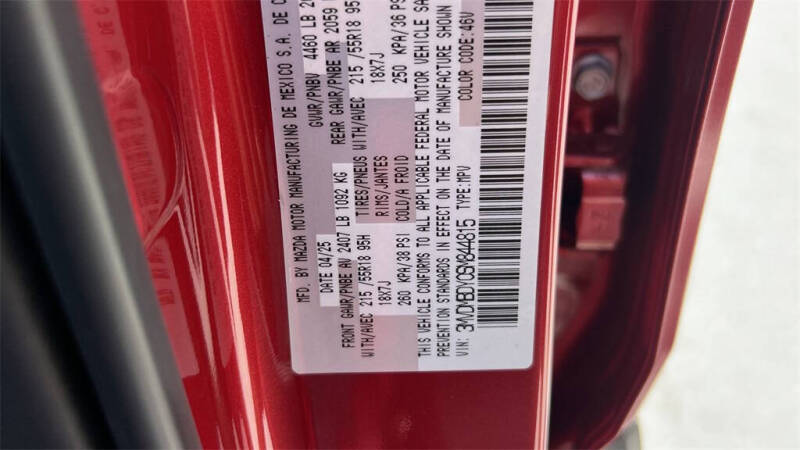 MFD. BY MAZDA MOTOR MANUFACTURING DE MEXICO S.A. DE C
DATE 04/25 GVWR/PNBV 4460 LB 20
FRONT GAWR/PNBE AV 2407 LB 1092 KG REAR GAWR/PNBE AR 2059
WITH/AVEC 215 /55R18 95H TIRES/PNEUS WITH/AVEC 215 /55R18 95
18X7J RIMS/JANTES 18X7J
260 KPA/38 PSI COLD/A FROID 250 KPA/36 PS
THIS VEHICLE CONFORMS TO ALL APPLICABLE FEDERAL MOTOR VEHICLE SA
PREVENTION STANDARDS IN EFFECT ON THE DATE OF MANUFACTURE SHOWN
VIN: TYPE:MPV COLOR CODE:46V